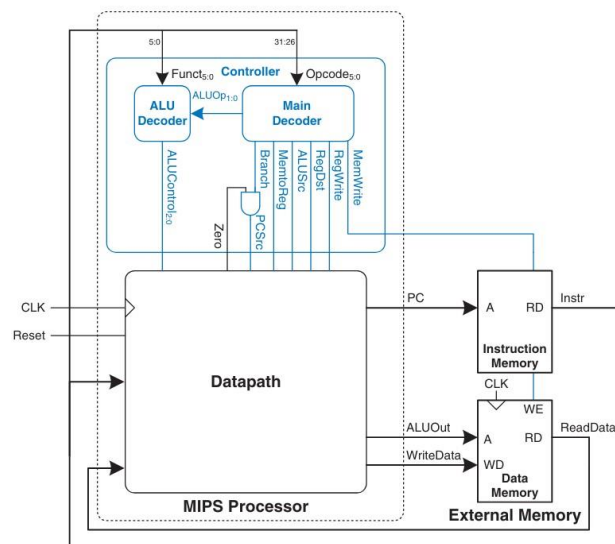 5:0
31:26
Controller
Funct5:0
Opcode5:0
ALUOp1:0
ALU
Decoder
Main
Decoder
ALUControl2:0
Zero
Branch
PCSrc
MemtoReg
ALUSrc
RegDst
RegWrite
MemWrite
CLK
Reset
Datapath
PC
A
RD
Instr
Instruction
Memory
CLK
WE
ALUOut
A
RD
ReadData
WriteData
WD
Data
Memory
MIPS Processor
External Memory